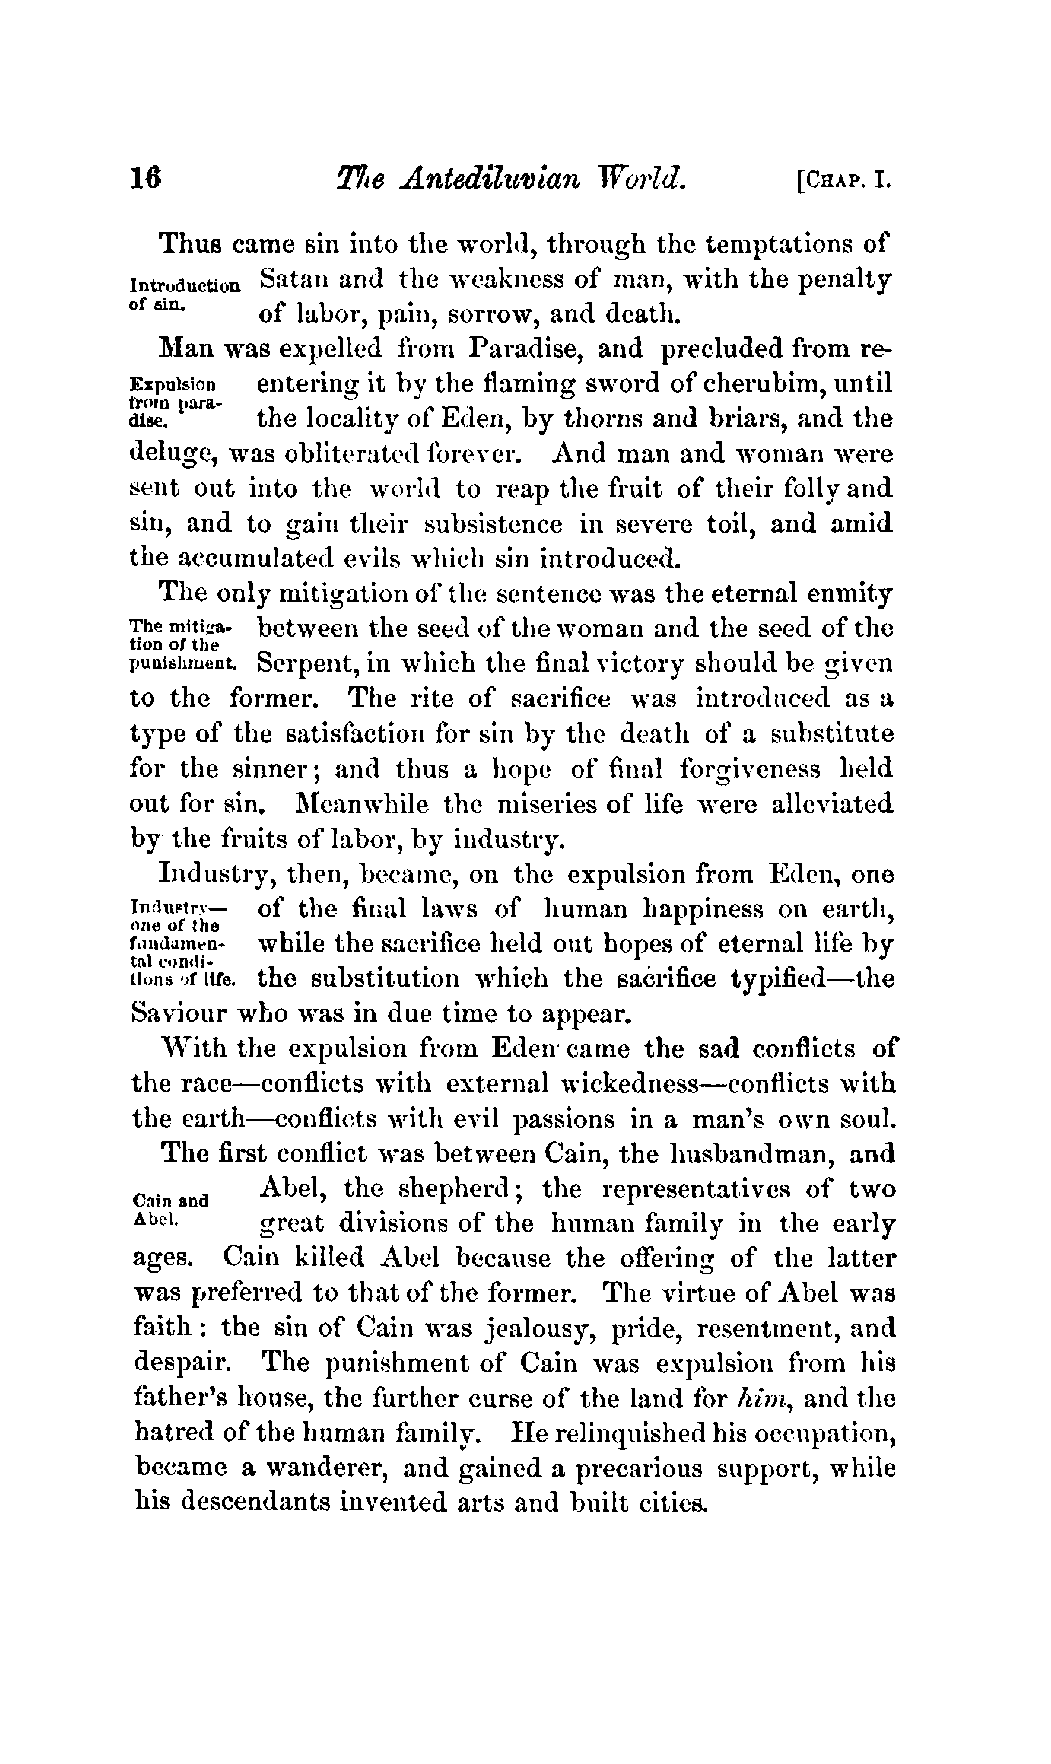 16 The Antediluvian World. [CHAP. I.
Thus came sin into the world, through the temptations of
Introduction Satan and the weakness of man, with the penalty
of sin. of labor, pain, sorrow, and death.
Man was expelled from Paradise, and precluded from re-
Expulsion entering it by the flaming sword of cherubim, until
from para-
dise. the locality of Eden, by thorns and briars, and the
deluge, was obliterated forever. And man and woman were
sent out into the world to reap the fruit of their folly and
sin, and to gain their subsistence in severe toil, and amid
the accumulated evils which sin introduced.
The only mitigation of the sentence was the eternal enmity
The mitiga- between the seed of the woman and the seed of the
tion of the
punishment. Serpent, in which the final victory should be given
to the former. The rite of sacrifice was introduced as a
type of the satisfaction for sin by the death of a substitute
for the sinner; and thus a hope of final forgiveness held
out for sin. Meanwhile the miseries of life were alleviated
by the fruits of labor, by industry.
Industry, then, became, on the expulsion from Eden, one
Industry— of the final laws of human happiness on earth,
one of the
fundamen- while the sacrifice held out hopes of eternal life by
tal condi-
tions of life. the substitution which the sacrifice typified—the
Saviour who was in due time to appear.
With the expulsion from Eden came the sad conflicts of
the race—conflicts with external wickedness—conflicts with
the earth—conflicts with evil passions in a man's own soul.
The first conflict was between Cain, the husbandman, and
Cain and Abel, the shepherd; the representatives of two
Abel. great divisions of the human family in the early
ages. Cain killed Abel because the offering of the latter
was preferred to that of the former. The virtue of Abel was
faith: the sin of Cain was jealousy, pride, resentment, and
despair. The punishment of Cain was expulsion from his
father's house, the further curse of the land for him, and the
hatred of the human family. He relinquished his occupation,
became a wanderer, and gained a precarious support, while
his descendants invented arts and built cities.